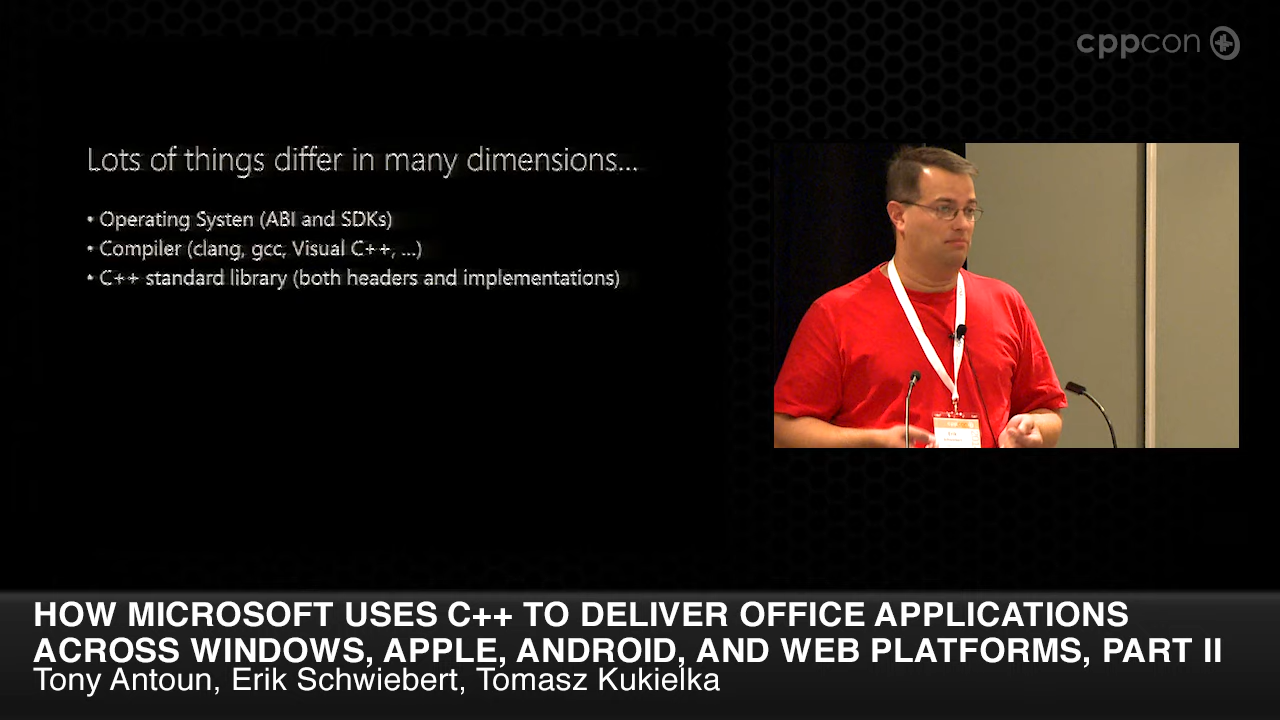 cppcon
Lots of things differ in many dimensions...
• Operating Systen (ABI and SDKs)
• Compiler (clang, gcc, Visual C++, ...)
• C++ standard library (both headers and implementations)
HOW MICROSOFT USES C++ TO DELIVER OFFICE APPLICATIONS
ACROSS WINDOWS, APPLE, ANDROID, AND WEB PLATFORMS, PART II
Tony Antoun, Erik Schwiebert, Tomasz Kukielka